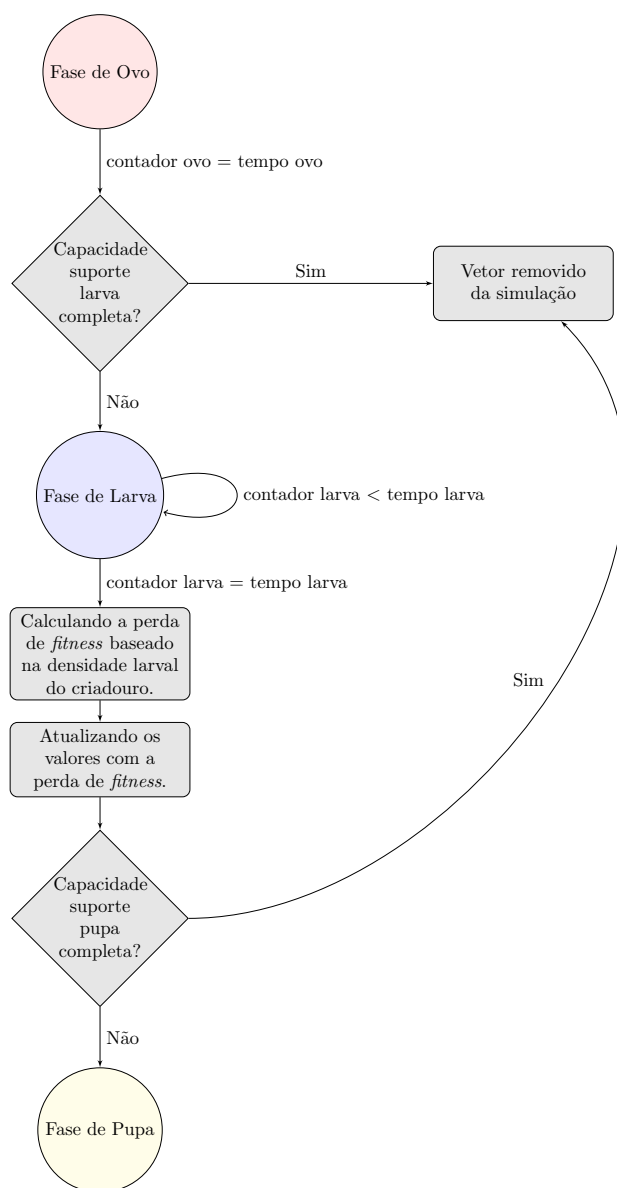 Fase de Ovo
contador ovo = tempo ovo
Capacidade
suporte
larva
completa?
Sim
Vetor removido
da simulação
Não
Fase de Larva
contador larva < tempo larva
contador larva = tempo larva
Calculando a perda
de fitness baseado
na densidade larval
do criadouro.
Sim
Atualizando os
valores com a
perda de fitness.
Capacidade
suporte
pupa
completa?
Não
Fase de Pupa